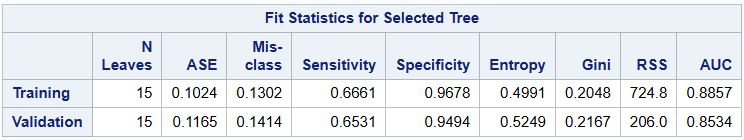 Fit Statistics for Selected Tree
N Leaves ASE Mis-class Sensitivity Specificity Entropy Gini RSS AUC
Training 15 0.1024 0.1302 0.6661 0.9678 0.4991 0.2048 724.8 0.8857
Validation 15 0.1165 0.1414 0.6531 0.9494 0.5249 0.2167 206.0 0.8534